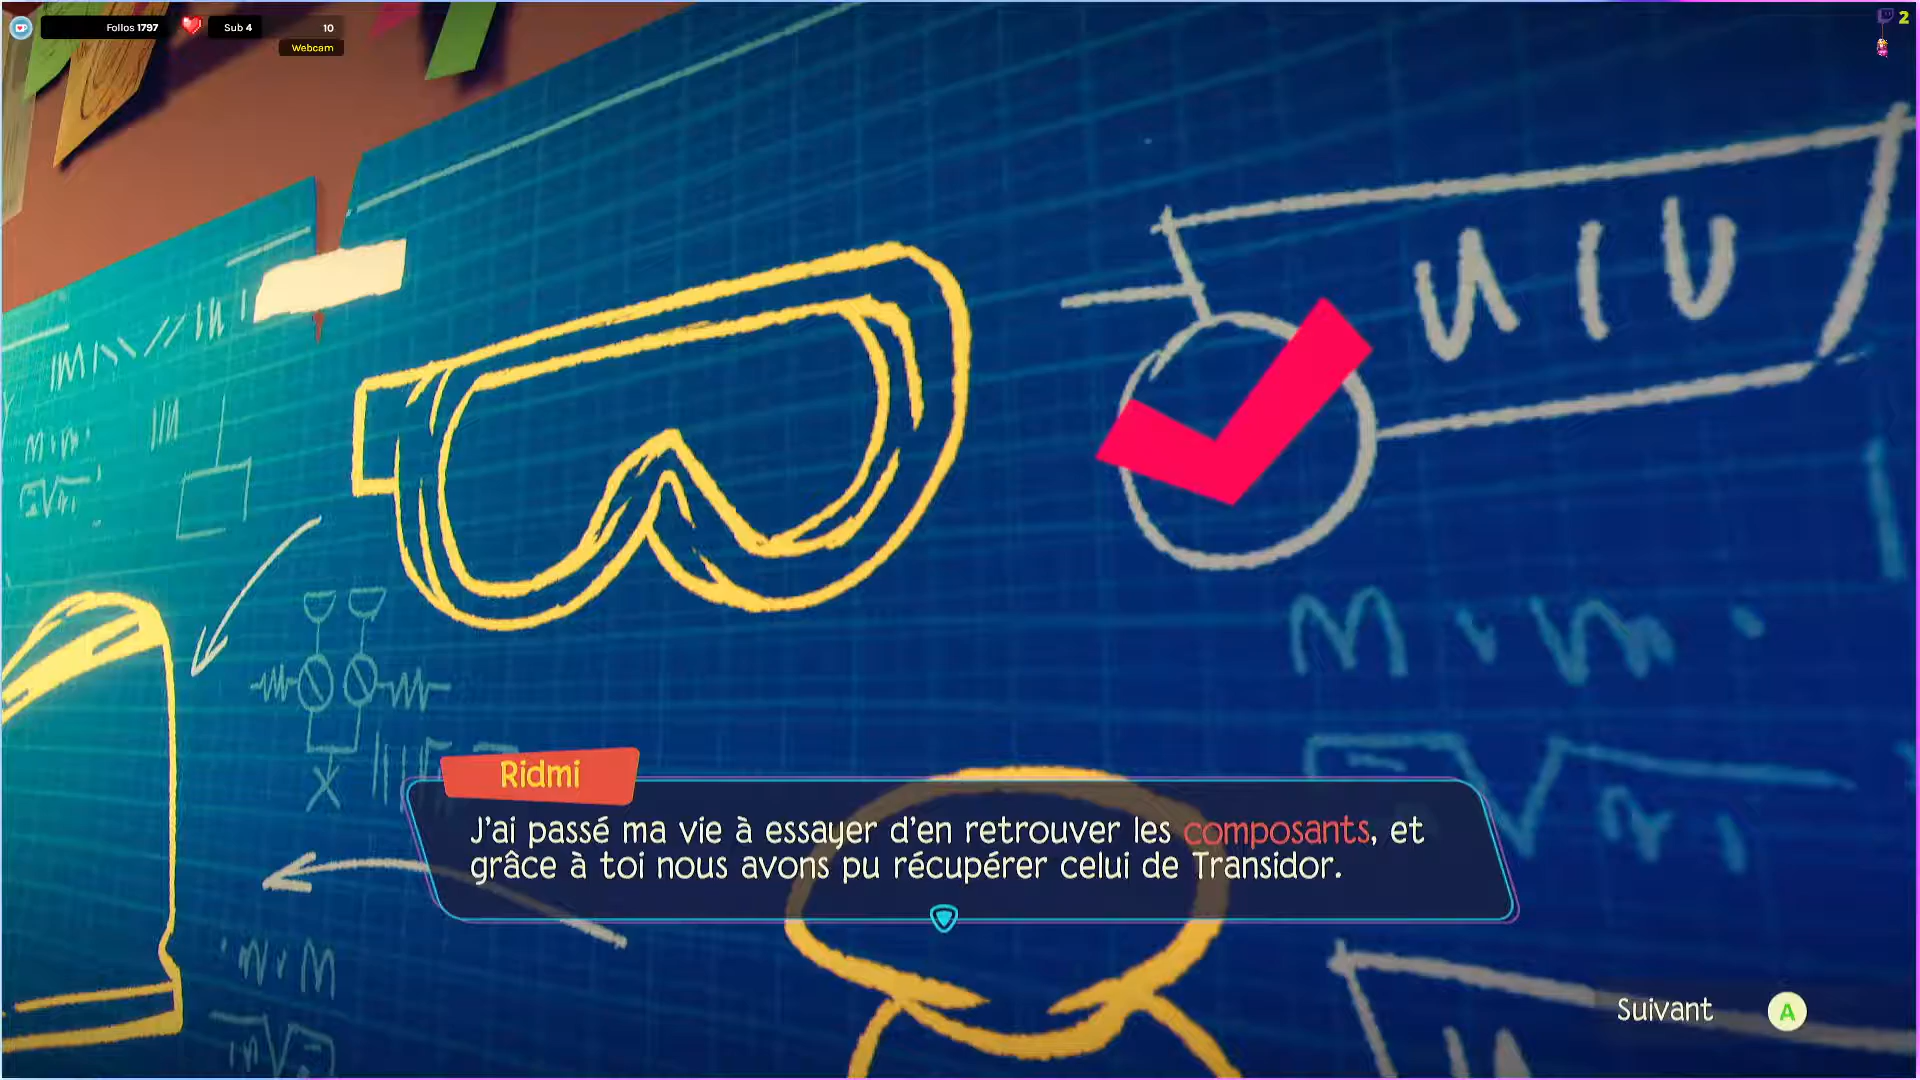 Follos 1797
Sub 4
10
Webcam
2
Ridmi
J'ai passé ma vie à essayer d'en retrouver les composants, et
grâce à toi nous avons pu récupérer celui de Transidor.
Suivant
A